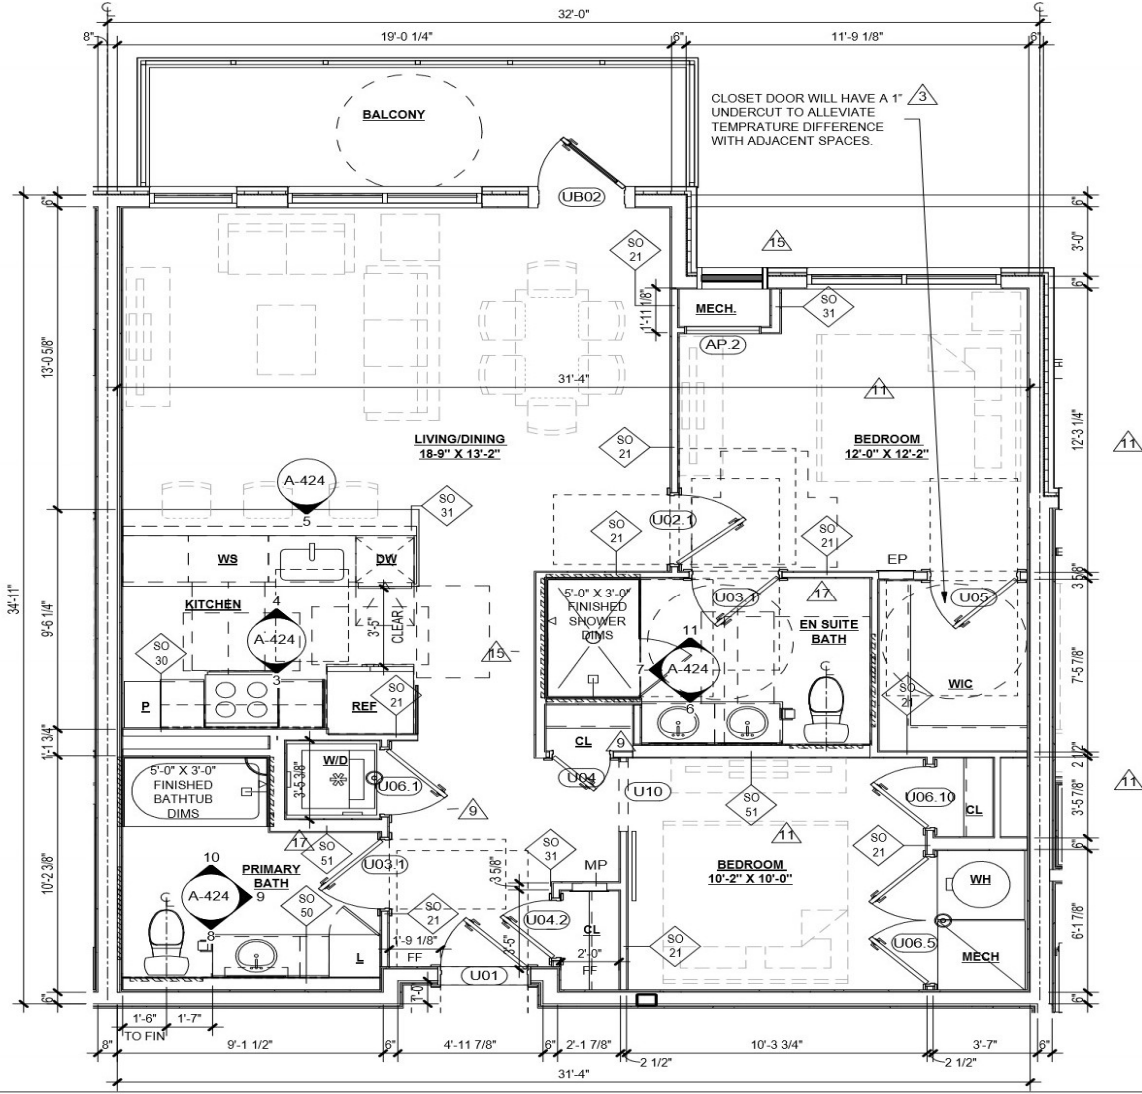 ℄
℄
32'-0"
8"
19'-0 1/4"
6"
11'-9 1/8"
6"
BALCONY
CLOSET DOOR WILL HAVE A 1"
UNDERCUT TO ALLEVIATE
TEMPRATURE DIFFERENCE
WITH ADJACENT SPACES.
3
UB02
6"
6"
SO
21
15
3'-0"
6"
MECH.
1'-11 1/8"
SO
31
AP.2
13'-0 5/8"
31'-4"
11
LIVING/DINING
18-9" X 13'-2"
SO
21
BEDROOM
12'-0" X 12'-2"
12'-3 1/4"
11
A-424
5
SO
31
U02.1
SO
21
SO
21
WS
DW
EP
34'-11"
KITCHEN
4
A-424
3
3'-5"
CLEAR
9'-6 1/4"
5'-0" X 3'-0"
FINISHED
SHOWER
DIMS
U03.1
17
U05
3 5/8"
EN SUITE
BATH
11
7
A-424
6
SO
30
15
℄
7'-5 7/8"
WIC
SO
21
P
REF
SO
21
1'-1 3/4"
CL
9
W/D
3'-5 3/8"
U06.1
U04
U10
2 1/2"
5'-0" X 3'-0"
FINISHED
BATHTUB
DIMS
9
SO
51
U06.10
CL
3'-5 7/8"
11
17
SO
51
U03.1
SO
31
11
SO
21
6"
10
PRIMARY
BATH
A-424
9
8
MP
3 5/8"
BEDROOM
10'-2" X 10'-0"
WH
10'-2 3/8"
℄
SO
50
SO
21
U04.2
CL
U06.5
6'-1 7/8"
L
1'-9 1/8"
FF
5'-5"
2'-0"
FF
SO
21
MECH
U01
6"
1'-0"
6"
1'-6"
1'-7"
TO FIN
8"
9'-1 1/2"
6"
4'-11 7/8"
6"
2'-1 7/8"
2 1/2"
10'-3 3/4"
2 1/2"
3'-7"
6"
31'-4"